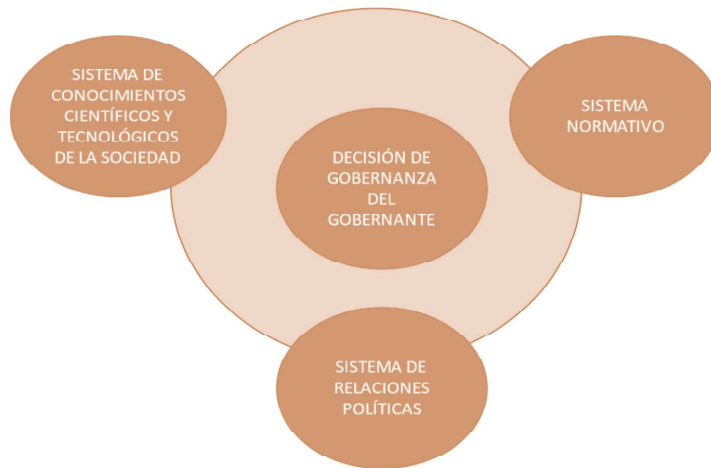 SISTEMA DE
CONOCIMIENTOS
CIENTÍFICOS Y
TECNOLÓGICOS
DE LA SOCIEDAD
SISTEMA
NORMATIVO
DECISIÓN DE
GOBERNANZA
DEL
GOBERNANTE
SISTEMA DE
RELACIONES
POLÍTICAS